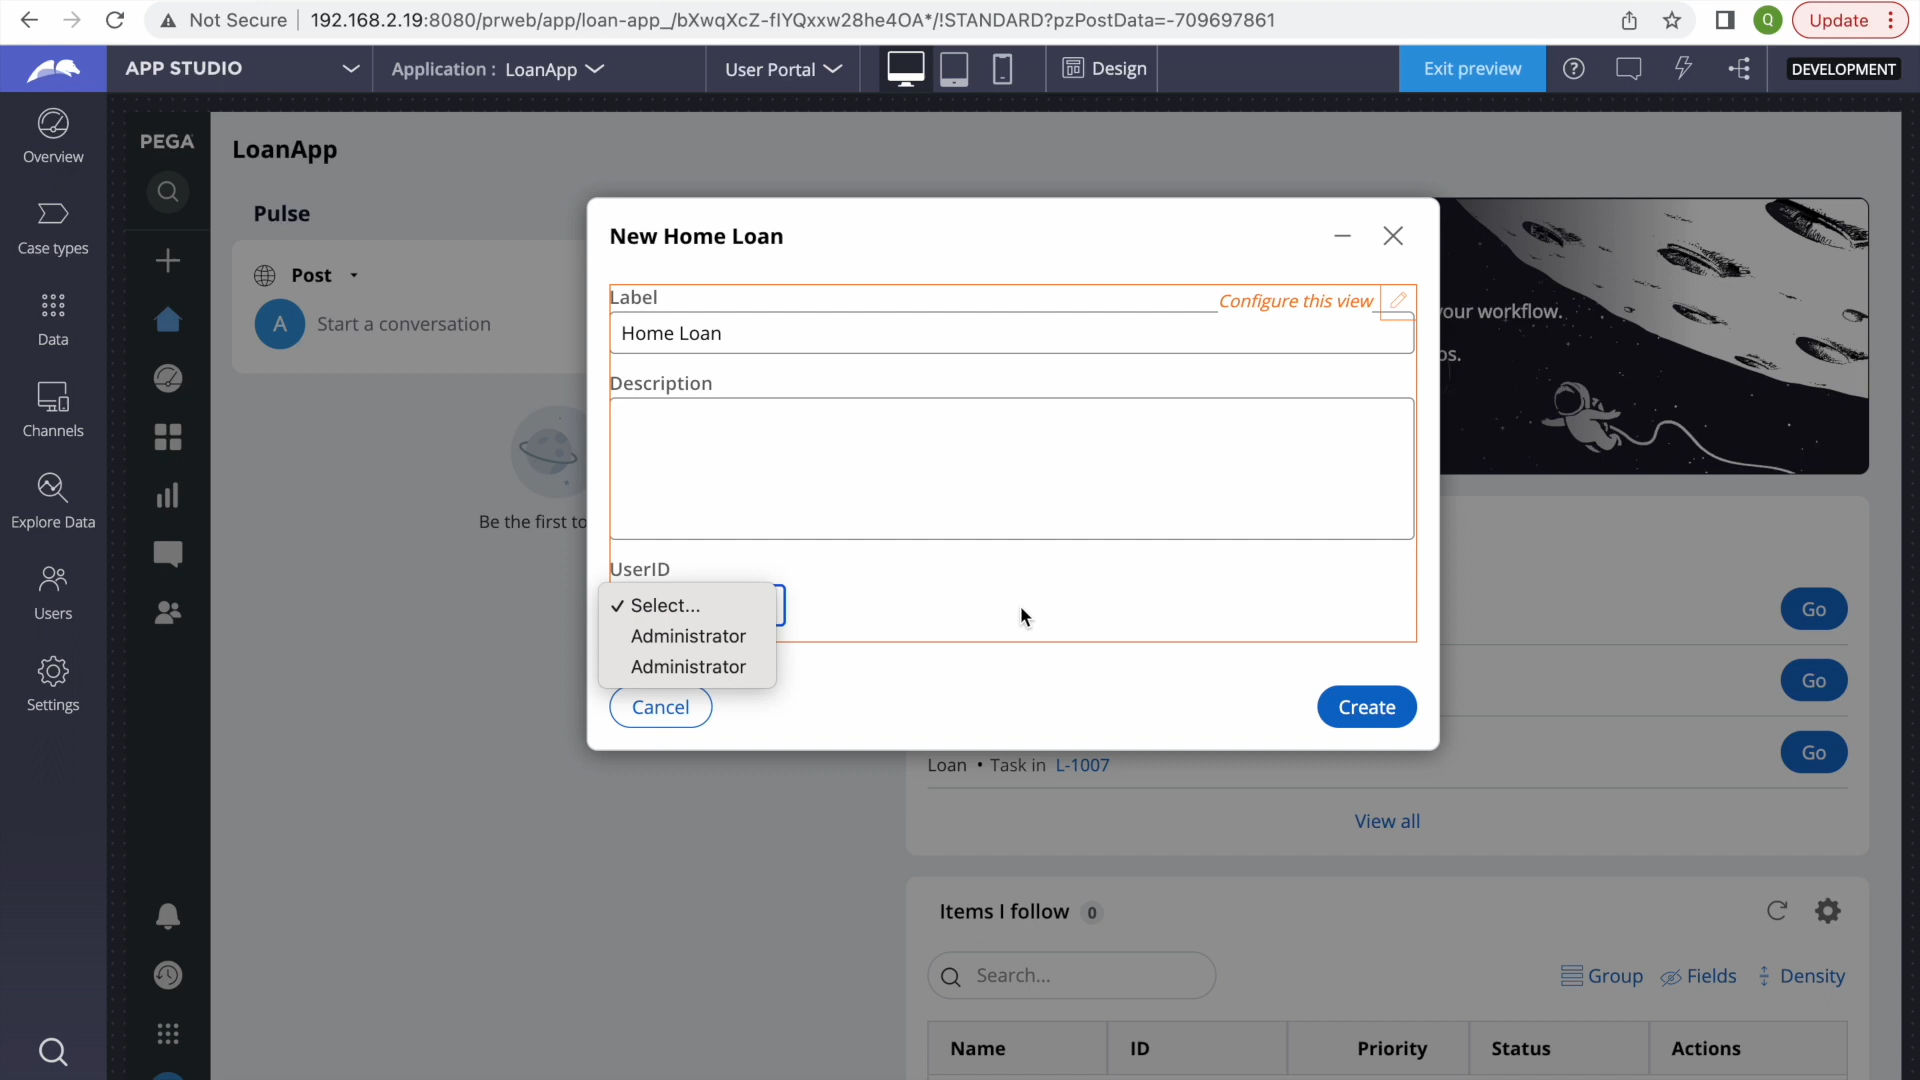 Not Secure
192.168.2.19:8080/prweb/app/loan-app_/bXwqXcZ-fIYQxxw28he4OA*/!STANDARD?pzPostData=-709697861
Q
Update
APP STUDIO
Application : LoanApp
User Portal
Design
Exit preview
DEVELOPMENT
Overview
Case types
Data
Channels
Explore Data
Users
Settings
PEGA
LoanApp
Pulse
Post
A
Start a conversation
Be the first to
New Home Loan
Label
Configure this view
Home Loan
Description
UserID
✓ Select...
Administrator
Administrator
Cancel
Create
your workflow.
Go
Go
Go
Loan • Task in L-1007
View all
Items I follow 0
Search...
Group
Fields
Density
Name
ID
Priority
Status
Actions